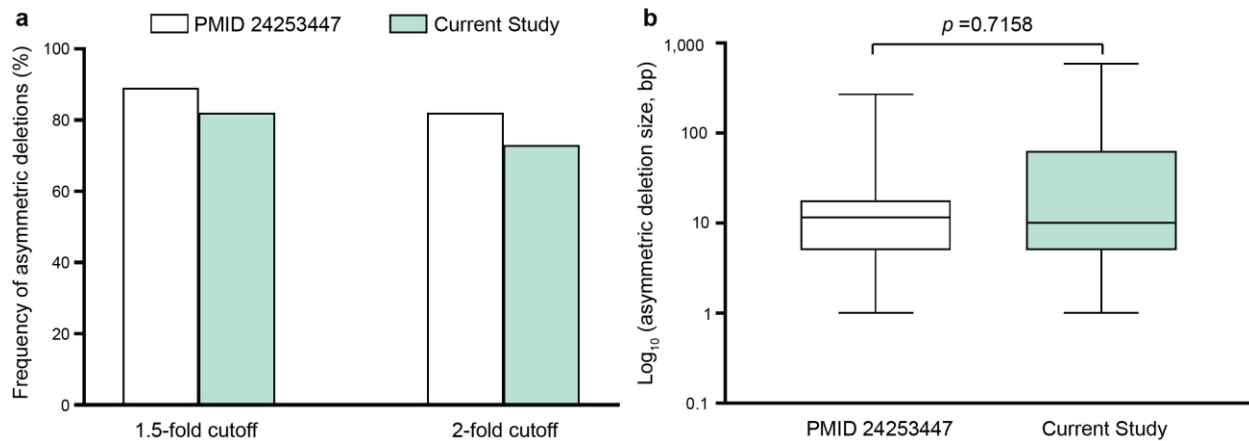 a
PMID 24253447
Current Study
Frequency of asymmetric deletions (%)
100
80
60
40
20
0
1.5-fold cutoff
2-fold cutoff
b
p =0.7158
Log10 (asymmetric deletion size, bp)
1,000
100
10
1
0.1
PMID 24253447
Current Study